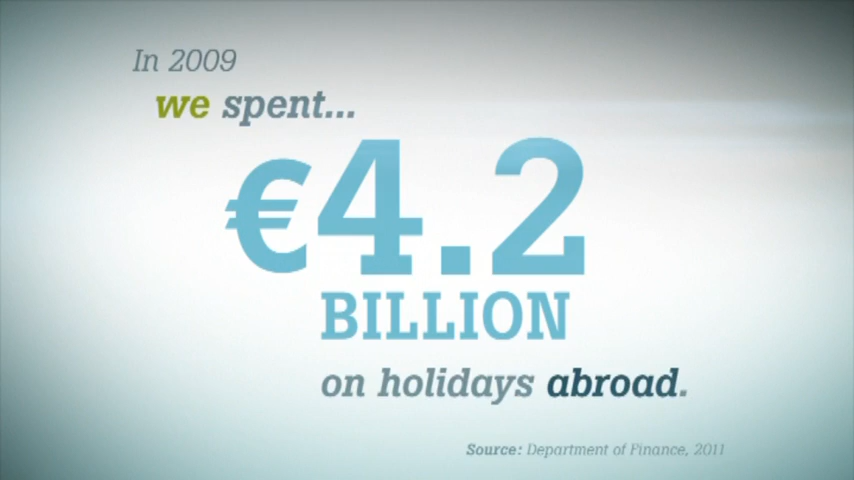 In 2009
we spent...
€4.2
BILLION
on holidays abroad.
Source: Department of Finance, 2011